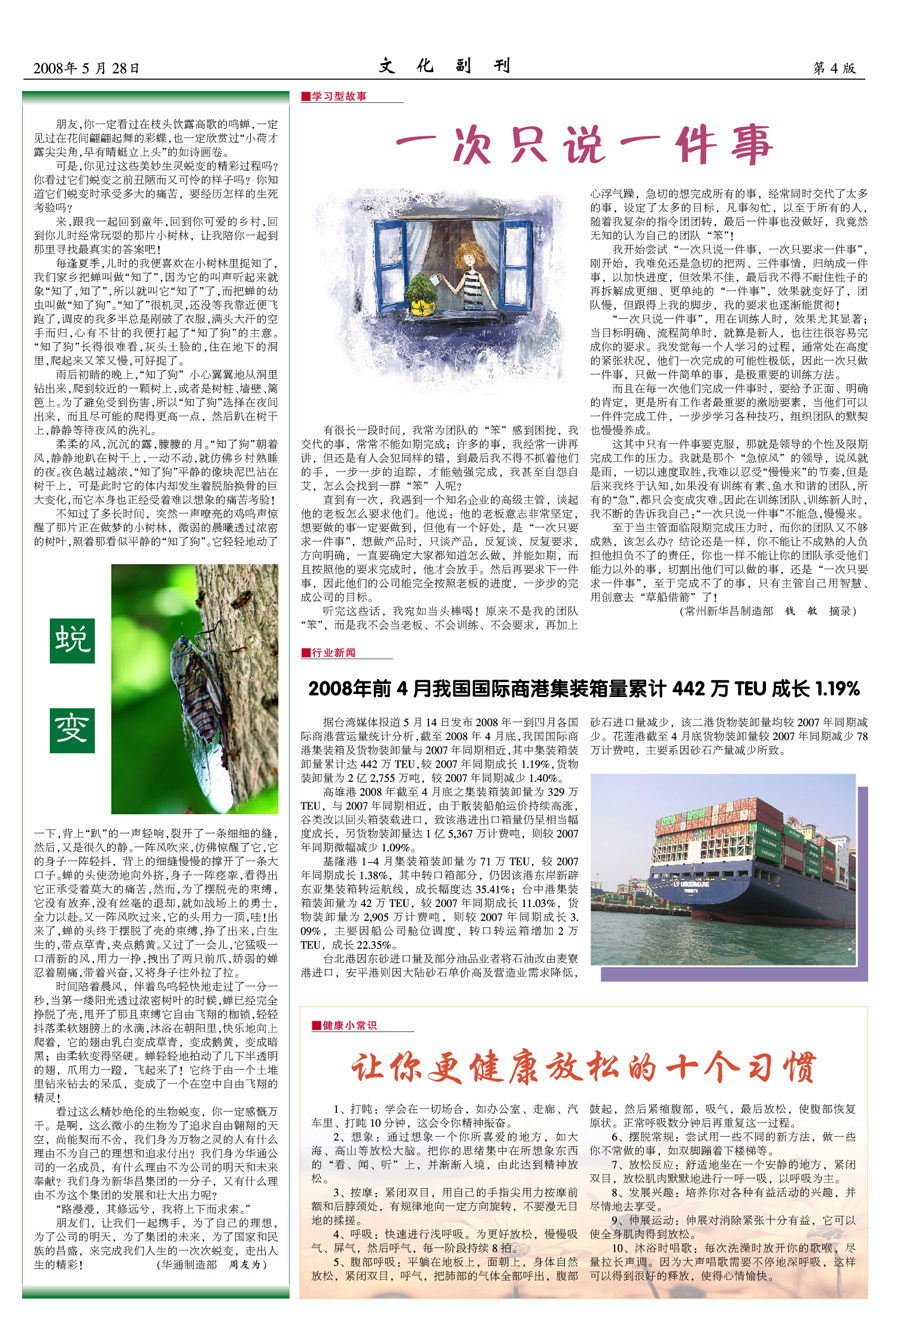 2008年 5 月 28日
文 化 副 刊
第 4 版
朋友,你一定看过在枝头饮露高歌的鸣蝉,一定
见过在花间翩翩起舞的彩蝶,也一定欣赏过“小荷才
露尖尖角,早有晴蜓立上头”的如诗画卷。
可是,你见过这些美妙生灵蜕变的精彩过程吗?
你看过它们蜕变之前丑陋而又可怜的样子吗? 你知
道它们蜕变时承受多大的痛苦,要经历怎样的生死
考验吗?
来,跟我一起回到童年,回到你可爱的乡村,回
到你儿时经常玩耍的那片小树林,让我陪你一起到
那里寻找最真实的答案吧!
每逢夏季,儿时的我便喜欢在小树林里捉知了,
我们家乡把蝉叫做“知了”,因为它的叫声听起来就
象“知了,知了”,所以就叫它“知了”了,而把蝉的幼
虫叫做“知了狗”。“知了”很机灵,还没等我靠近便飞
跑了,调皮的我多半总是刚破了衣服,满头大汗的空
手而归,心有不甘的我便打起了“知了狗”的主意。
“知了狗”长得很难看,灰头土脸的,住在地下的洞
里,爬起来又笨又慢,可好捉了。
雨后初晴的晚上,“知了狗” 小心翼翼地从洞里
钻出来,爬到较近的一颗树上,或者是树桩、墙壁、篱
笆上。为了避免受到伤害,所以“知了狗”选择在夜间
出来,而且尽可能的爬得更高一点,然后趴在树干
上,静静等待夜风的洗礼。
柔柔的风,沉沉的露,朦朦的月。“知了狗”朝着
风,静静地趴在树干上,一动不动,就仿佛乡村熟睡
的夜。夜色越过越浓,“知了狗”平静的像块泥巴沾在
树干上,可是此时它的体内却发生着脱胎换骨的巨
大变化,而它本身也正经受着难以想象的痛苦考验!
不知过了多长时间,突然一声嘹亮的鸡鸣声惊
醒了那片正在做梦的小树林,微弱的晨曦透过浓密
的树叶,照着那看似平静的“知了狗”。它轻轻地动了
蜕
变
一下,背上“趴”的一声轻响,裂开了一条细细的缝,
然后,又是很久的静。一阵风吹来,仿佛惊醒了它,它
的身子一阵轻抖,背上的细缝慢慢的撑开了一条大
口子。蝉的头使劲地向外挤,身子一阵痉挛,看得出
它正承受着莫大的痛苦,然而,为了摆脱壳的束缚,
它没有放弃,没有丝毫的退却,就如战场上的勇士,
全力以赴。又一阵风吹过来,它的头用力一顶,哇!出
来了,蝉的头终于摆脱了壳的束缚,挣了出来,白生
生的,带点草青,夹点鹅黄。又过了一会儿,它猛吸一
口清新的风,用力一挣,拽出了两只前爪,娇弱的蝉
忍着剧痛,带着兴奋,又将身子往外拉了拉。
时间陪着晨风,伴着鸟鸣轻快地走过了一分一
秒,当第一缕阳光透过浓密树叶的时候,蝉已经完全
挣脱了壳,甩开了那且束缚它自由飞翔的枷锁,轻轻
抖落柔软翅膀上的水滴,沐浴在朝阳里,快乐地向上
爬着,它的翅由乳白变成草青,变成鹅黄,变成暗
黑;由柔软变得坚硬。蝉轻轻地拍动了几下半透明
的翅,爪用力一蹬,飞起来了!它终于由一个土堆
里钻来钻去的呆瓜,变成了一个在空中自由飞翔的
精灵!
看过这么精妙绝伦的生物蜕变,你一定感慨万
千。是啊,这么微小的生物为了追求自由翱翔的天
空,尚能契而不舍,我们身为万物之灵的人有什么
理由不为自己的理想和追求付出?我们身为华通公
司的一名成员,有什么理由不为公司的明天和未来
奉献?我们身为新华昌集团的一分子,又有什么理
由不为这个集团的发展和壮大出力呢?
“路漫漫,其修远兮,我将上下而求索。”
朋友们,让我们一起携手,为了自己的理想,
为了公司的明天,为了集团的未来,为了国家和民
族的昌盛,来完成我们人生的一次次蜕变,走出人
生的精彩! (华通制造部 周友为)
■学习型故事
一次只说一件事
有很长一段时间,我常为团队的“笨”感到困扰,我
交代的事,常常不能如期完成;许多的事,我经常一讲再
讲,但还是有人会犯同样的错,到最后我不得不抓着他们
的手,一步一步的追踪,才能勉强完成,我甚至自怨自
艾,怎么会找到一群“笨”人呢?
直到有一次,我遇到一个知名企业的高级主管,谈起
他的老板怎么要求他们。他说:他的老板意志非常坚定,
想要做的事一定要做到,但他有一个好处,是“一次只要
求一件事”,想做产品时,只谈产品,反复谈,反复要求,
方向明确,一直要确定大家都知道怎么做,并能如期,而
且按照他的要求完成时,他才会放手。然后再要求下一件
事,因此他们的公司能完全按照老板的进度,一步步的完
成公司的目标。
听完这些话,我宛如当头棒喝!原来不是我的团队
“笨”,而是我不会当老板、不会训练、不会要求,再加上
心浮气躁,急切的想完成所有的事,经常同时交代了太多
的事,设定了太多的目标,凡事匆忙,以至于所有的人,
随着我复杂的指令团团转,最后一件事也没做好,我竟然
无知的认为自己的团队“笨”!
我开始尝试“一次只说一件事,一次只要求一件事”,
刚开始,我难免还是急切的把两、三件事情,归纳成一件
事,以加快进度,但效果不佳,最后我不得不耐住性子的
再拆解成更细、更单纯的“一件事”,效果就变好了,团
队慢,但跟得上我的脚步,我的要求也逐渐能贯彻!
“一次只说一件事”,用在训练人时,效果尤其显著;
当目标明确、流程简单时,就算是新人,也往往很容易完
成你的要求。我发觉每一个人学习的过程,通常处在高度
的紧张状况,他们一次完成的可能性极低,因此一次只做
一件事,只做一件简单的事,是极重要的训练方法。
而且在每一次他们完成一件事时,要给予正面、明确
的肯定,更是所有工作者最重要的激励要素,当他们可以
一件件完成工件,一步步学习各种技巧,组织团队的默契
也慢慢养成。
这其中只有一件事要克服,那就是领导的个性及限期
完成工作的压力。我就是那个“急惊风”的领导,说风就
是雨,一切以速度取胜,我难以忍受“慢慢来”的节奏,但是
后来我终于认知,如果没有训练有素、鱼水和谐的团队,所
有的“急”,都只会变成灾难。因此在训练团队、训练新人时,
我不断的告诉我自己:“一次只说一件事”不能急,慢慢来。
至于当主管面临限期完成压力时,而你的团队又不够
成熟,该怎么办?结论还是一样,你不能让不成熟的人负
担他担负不了的责任,你也一样不能让你的团队承受他们
能力以外的事,切割出他们可以做的事,还是“一次只要
求一件事”,至于完成不了的事,只有主管自己用智慧、
用创意去“草船借箭”了!
(常州新华昌制造部 钱 敏 摘录)
■行业新闻
2008年前 4 月我国国际商港集装箱量累计 442 万 TEU 成长 1.19%
据台湾媒体报道 5 月 14 日发布 2008 年一到四月各国
际商港营运量统计分析,截至 2008 年 4 月底,我国国际商
港集装箱及货物装卸量与 2007 年同期相近,其中集装箱装
卸量累计达 442 万 TEU,较 2007 年同期成长 1.19%,货物
装卸量为 2 亿 2,755 万吨,较 2007 年同期减少 1.40%。
高雄港 2008 年截至 4 月底之集装箱装卸量为 329 万
TEU,与 2007 年同期相近,由于散装船舶运价持续高涨,
谷类改以回头箱装载进口,致该港进出口箱量仍呈相当幅
度成长,另货物装卸量达 1 亿 5,367 万计费吨,则较 2007
年同期微幅减少 1.09%。
基隆港 1–4 月集装箱装卸量为 71 万 TEU,较 2007
年同期成长 1.38%,其中转口箱部分,仍因该港东岸新辟
东亚集装箱转运航线,成长幅度达 35.41%;台中港集装
箱装卸量为 42 万 TEU,较 2007 年同期成长 11.03%,货
物装卸量为 2,905 万计费吨,则较 2007 年同期成长 3.
09%,主要因船公司舱位调度,转口转运箱增加 2 万
TEU,成长 22.35%。
台北港因东砂进口量及部分油品业者将石油改由麦寮
港进口,安平港则因大陆砂石单价高及营造业需求降低,
砂石进口量减少,该二港货物装卸量均较 2007 年同期减
少。花莲港截至 4 月底货物装卸量较 2007 年同期减少 78
万计费吨,主要系因砂石产量减少所致。
■健康小常识
让你更健康放松的十个习惯
1、打盹:学会在一切场合,如办公室、走廊、汽
车里、打盹 10 分钟,这会令你精神振奋。
2、想象:通过想象一个你所喜爱的地方,如大
海、高山等放松大脑。把你的思绪集中在所想象东西
的“看、闻、听”上,并渐渐入境,由此达到精神放
松。
3、按摩:紧闭双目,用自己的手指尖用力按摩前
额和后脖颈处,有规律地向一定方向旋转,不要漫无目
地的揉搓。
4、呼吸:快速进行浅呼吸。为更好放松,慢慢吸
气、屏气,然后呼气,每一阶段持续 8 拍。
5、腹部呼吸:平躺在地板上,面朝上,身体自然
放松,紧闭双目,呼气,把肺部的气体全部呼出,腹部
鼓起,然后紧缩腹部,吸气,最后放松,使腹部恢复
原状。正常呼吸数分钟后再重复这一过程。
6、摆脱常规:尝试用一些不同的新方法,做一些
你不常做的事,如双脚蹦着下楼梯等。
7、放松反应:舒适地坐在一个安静的地方,紧闭
双目,放松肌肉默默地进行一呼一吸,以呼吸为主。
8、发展兴趣:培养你对各种有益活动的兴趣,并
尽情地去享受。
9、伸展运动:伸展对消除紧张十分有益,它可以
使全身肌肉得到放松。
10、沐浴时唱歌:每次洗澡时放开你的歌喉,尽
量拉长声调。因为大声唱歌需要不停地深呼吸,这样
可以得到很好的释放,使得心情愉快。